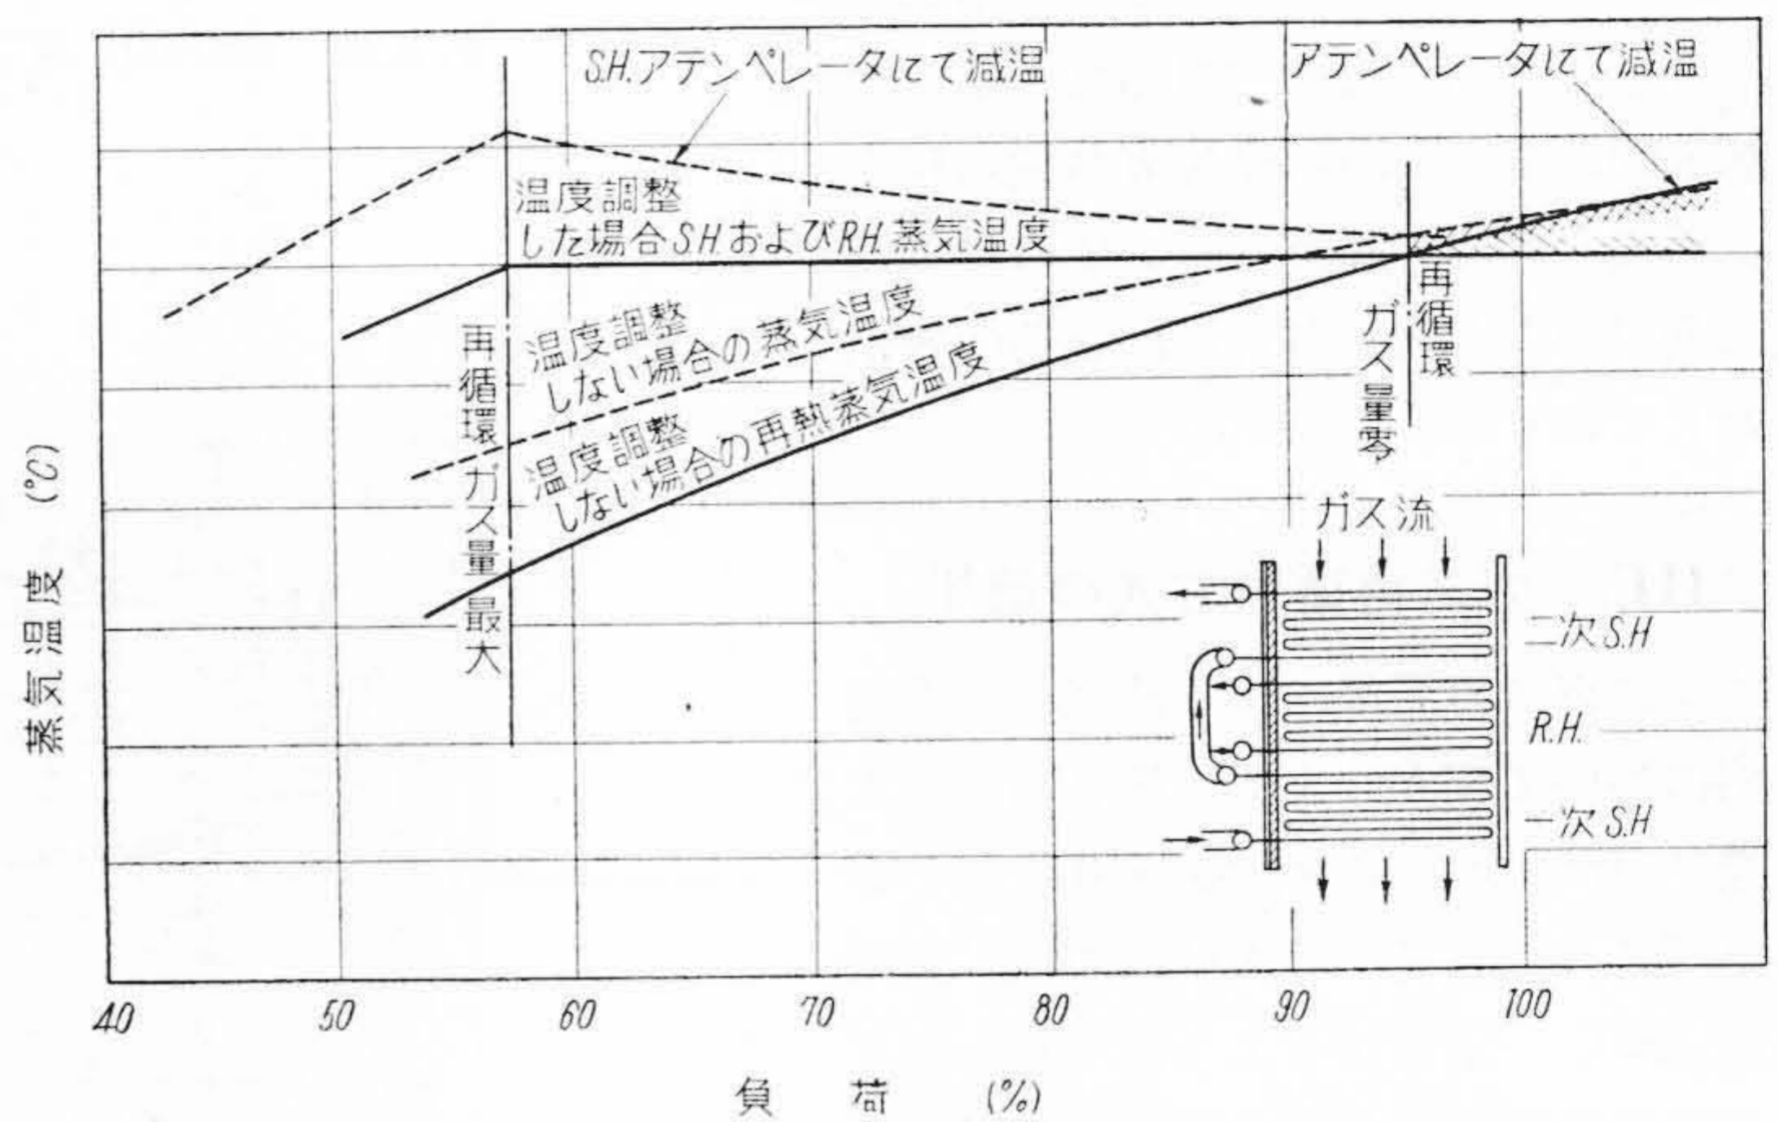 S.H.アテンペレータにて減温
アテンペレータにて減温
温度調整
した場合S.H.およびR.H.蒸気温度
再循環ガス量最大
温度調整
しない場合の蒸気温度
温度調整
しない場合の再熱蒸気温度
再循環
ガス量零
ガス流
二次S.H
R.H.
一次S.H
蒸気温度 (℃)
40 50 60 70 80 90 100
負荷 (%)